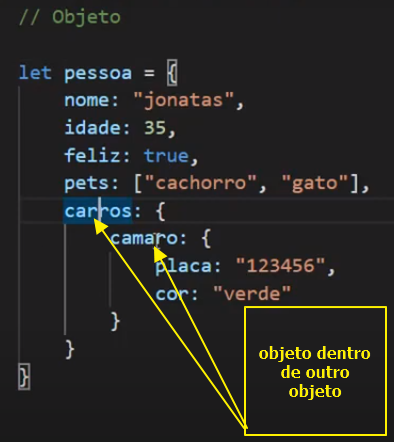 // Objeto
let pessoa = {
nome: "jonatas",
idade: 35,
feliz: true,
pets: ["cachorro", "gato"],
carros: {
camaro: {
placa: "123456",
cor: "verde"
}
}
}
objeto dentro
de outro
objeto